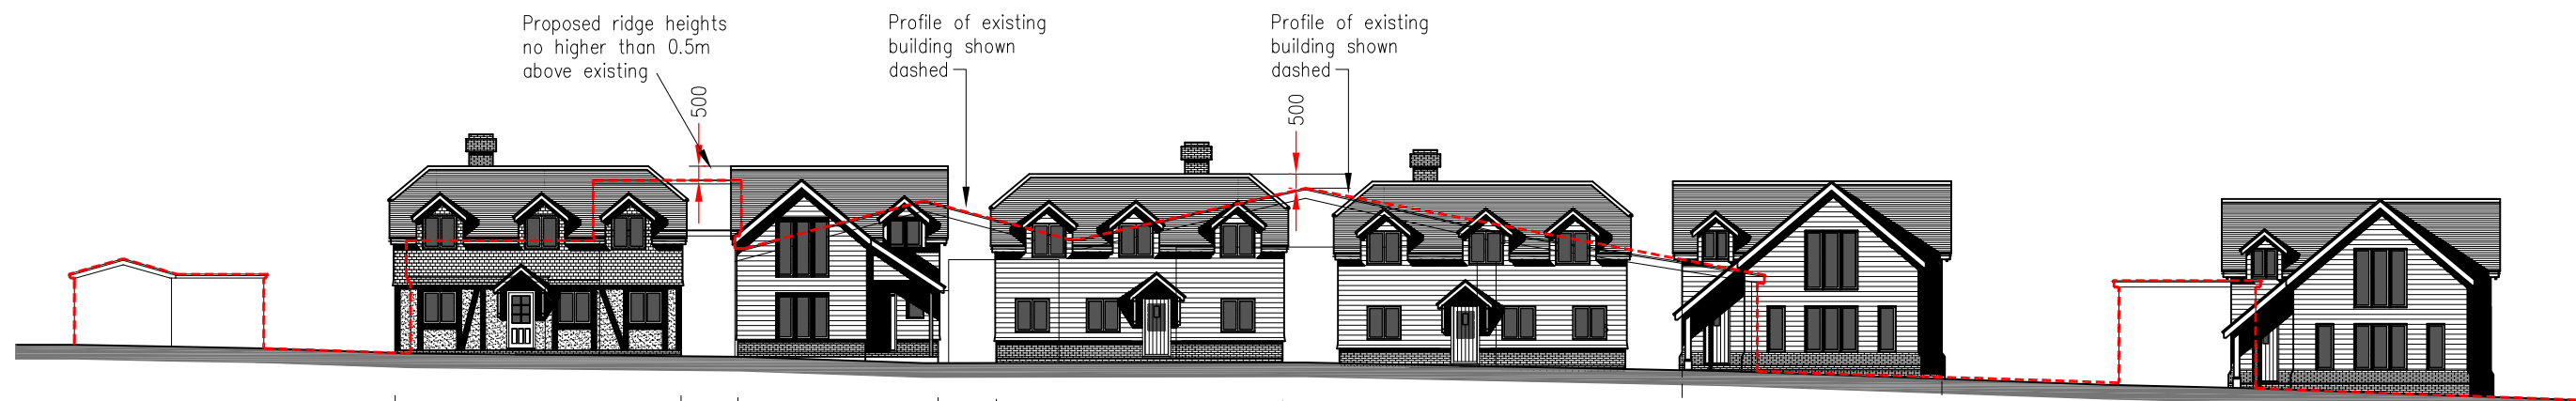 Proposed ridge heights
no higher than 0.5m
above existing
500
Profile of existing
building shown
dashed
Profile of existing
building shown
dashed
500